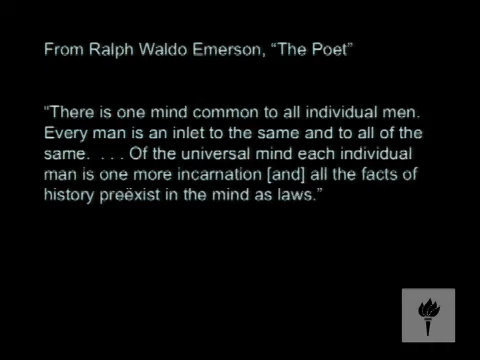 From Ralph Waldo Emerson, “The Poet”
“There is one mind common to all individual men.
Every man is an inlet to the same and to all of the
same. . . . Of the universal mind each individual
man is one more incarnation [and] all the facts of
history preëxist in the mind as laws.”